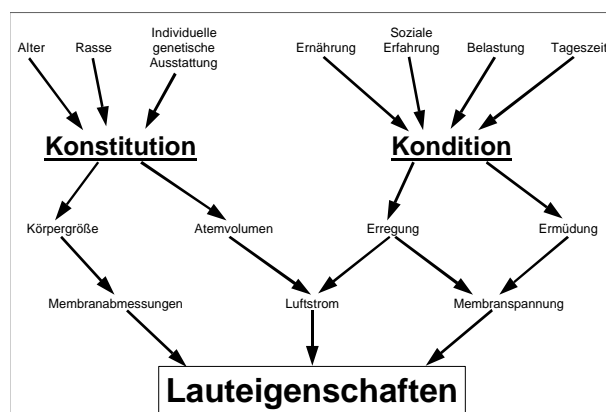 Alter
Rasse
Individuelle
genetische
Ausstattung
Ernährung
Soziale
Erfahrung
Belastung
Tageszeit
Konstitution
Kondition
Körpergröße
Atemvolumen
Erregung
Ermüdung
Membranabmessungen
Luftstrom
Membranspannung
Lauteigenschaften